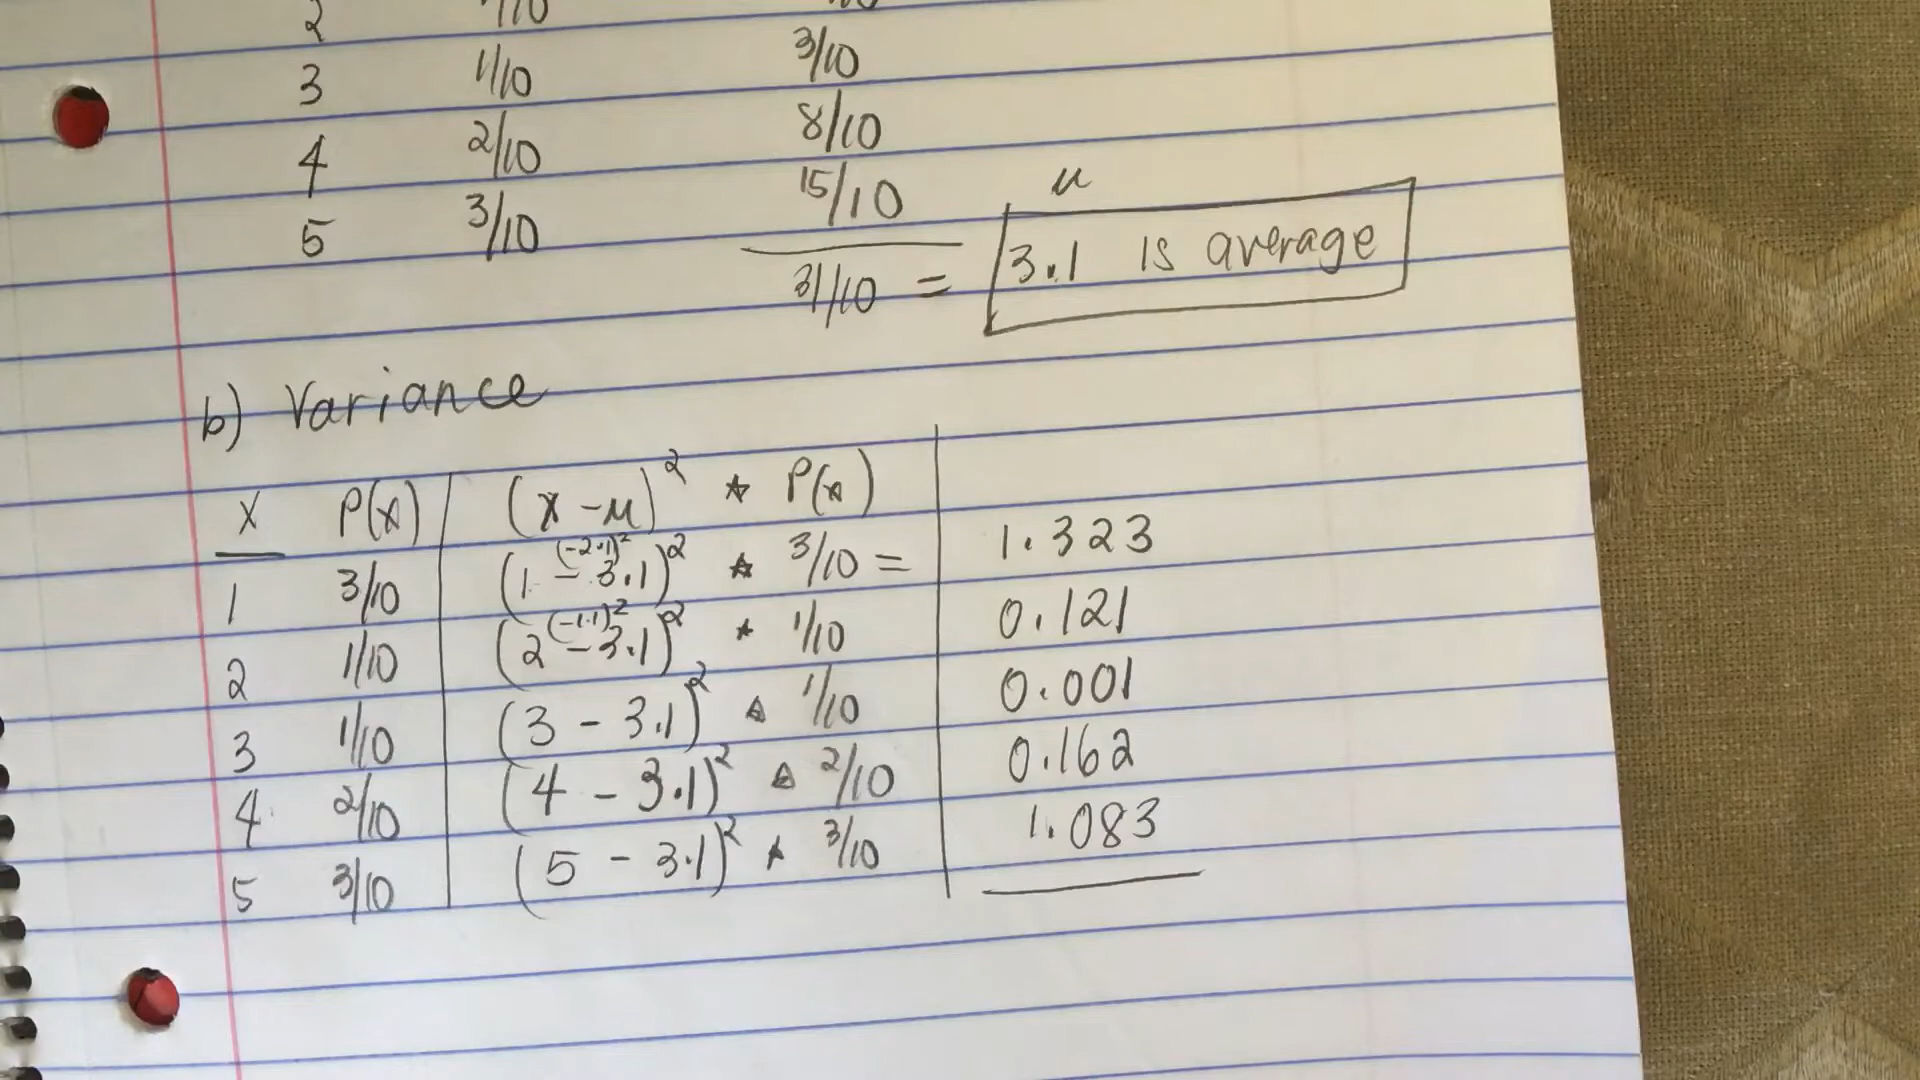 2
3 1/10 3/10
4 2/10 8/10
5 3/10 15/10
μ
31/10 = 3.1 is average
b) Variance
X P(x) (x - μ)² * P(x)
(-2.1)²
1 3/10 (1 - 3.1)² * 3/10 = 1.323
(-1.1)²
2 1/10 (2 - 3.1)² * 1/10 0.121
3 1/10 (3 - 3.1)² * 1/10 0.001
4 2/10 (4 - 3.1)² * 2/10 0.162
5 3/10 (5 - 3.1)² * 3/10 1.083